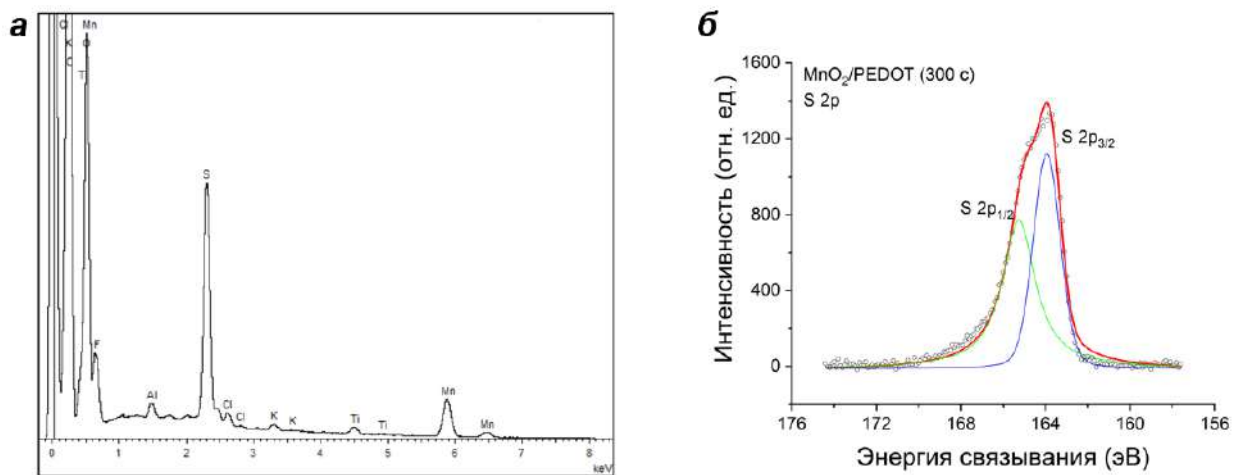 а
Cl Mn
K O
C
T
F
Al
S
Cl
Cl
K
K
Ti
Ti
Mn
Mn
0 1 2 3 4 5 6 7 8
keV
б
MnO₂/PEDOT (300 с)
S 2p
S 2p₃/₂
S 2p₁/₂
Интенсивность (отн. ед.)
1600
1200
800
400
0
176 172 168 164 160 156
Энергия связывания (эВ)